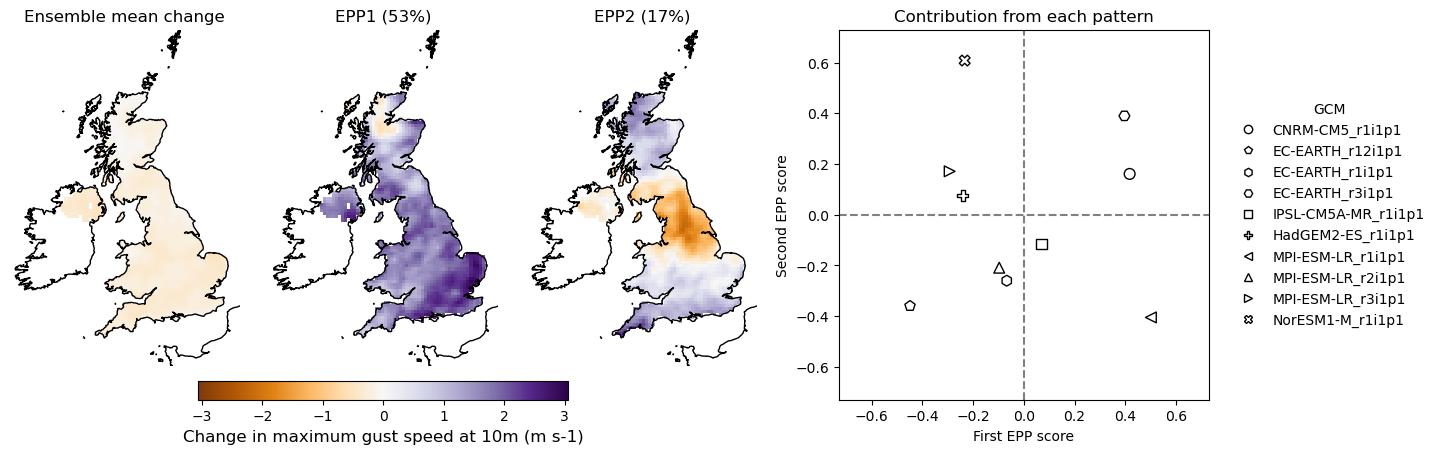 Ensemble mean change
EPP1 (53%)
EPP2 (17%)
−3 −2 −1 0 1 2 3
Change in maximum gust speed at 10m (m s-1)
Contribution from each pattern
Second EPP score
0.6
0.4
0.2
0.0
−0.2
−0.4
−0.6
−0.6 −0.4 −0.2 0.0 0.2 0.4 0.6
First EPP score
GCM
CNRM-CM5_r1i1p1
EC-EARTH_r12i1p1
EC-EARTH_r1i1p1
EC-EARTH_r3i1p1
IPSL-CM5A-MR_r1i1p1
HadGEM2-ES_r1i1p1
MPI-ESM-LR_r1i1p1
MPI-ESM-LR_r2i1p1
MPI-ESM-LR_r3i1p1
NorESM1-M_r1i1p1